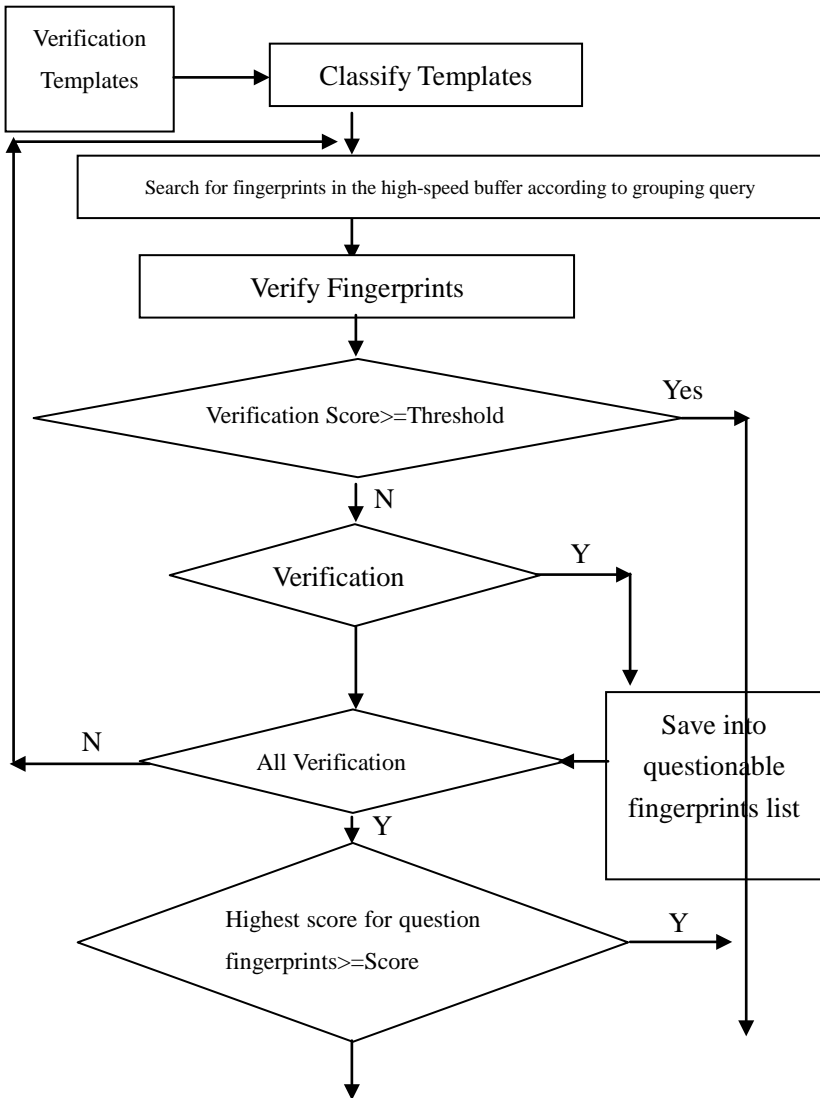 Verification
Templates
Classify Templates
Search for fingerprints in the high-speed buffer according to grouping query
Verify Fingerprints
Verification Score>=Threshold
Yes
N
Verification
Y
All Verification
N
Save into
questionable
fingerprints list
Y
Highest score for question
fingerprints>=Score
Y